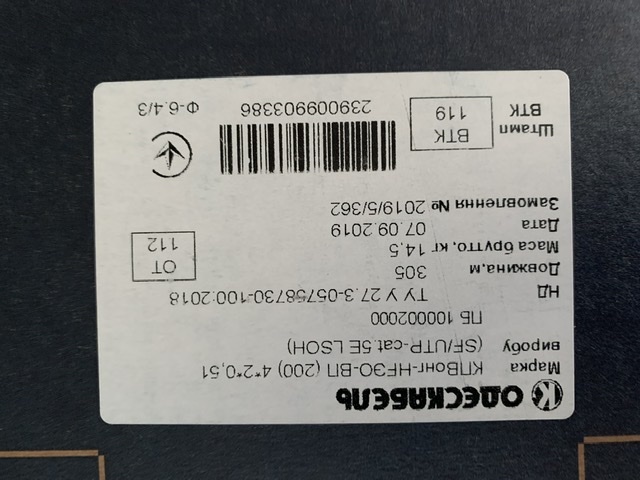 ОДЕСКАБЕЛЬ
Марка КПВонг-HFЭО-ВП (200) 4*2*0,51
виробу (SF/UTP-cat.5E LSOH)
ПБ 100002000
НД ТУ У 27.3-05758730-100:2018
Довжина,м 305
Маса брутто, кг 14,5
Дата 07.09.2019
Замовлення № 2019/5/362
ОТ
112
Штамп
ВТК
ВТК
119
239009903386
Ф-6.4/3